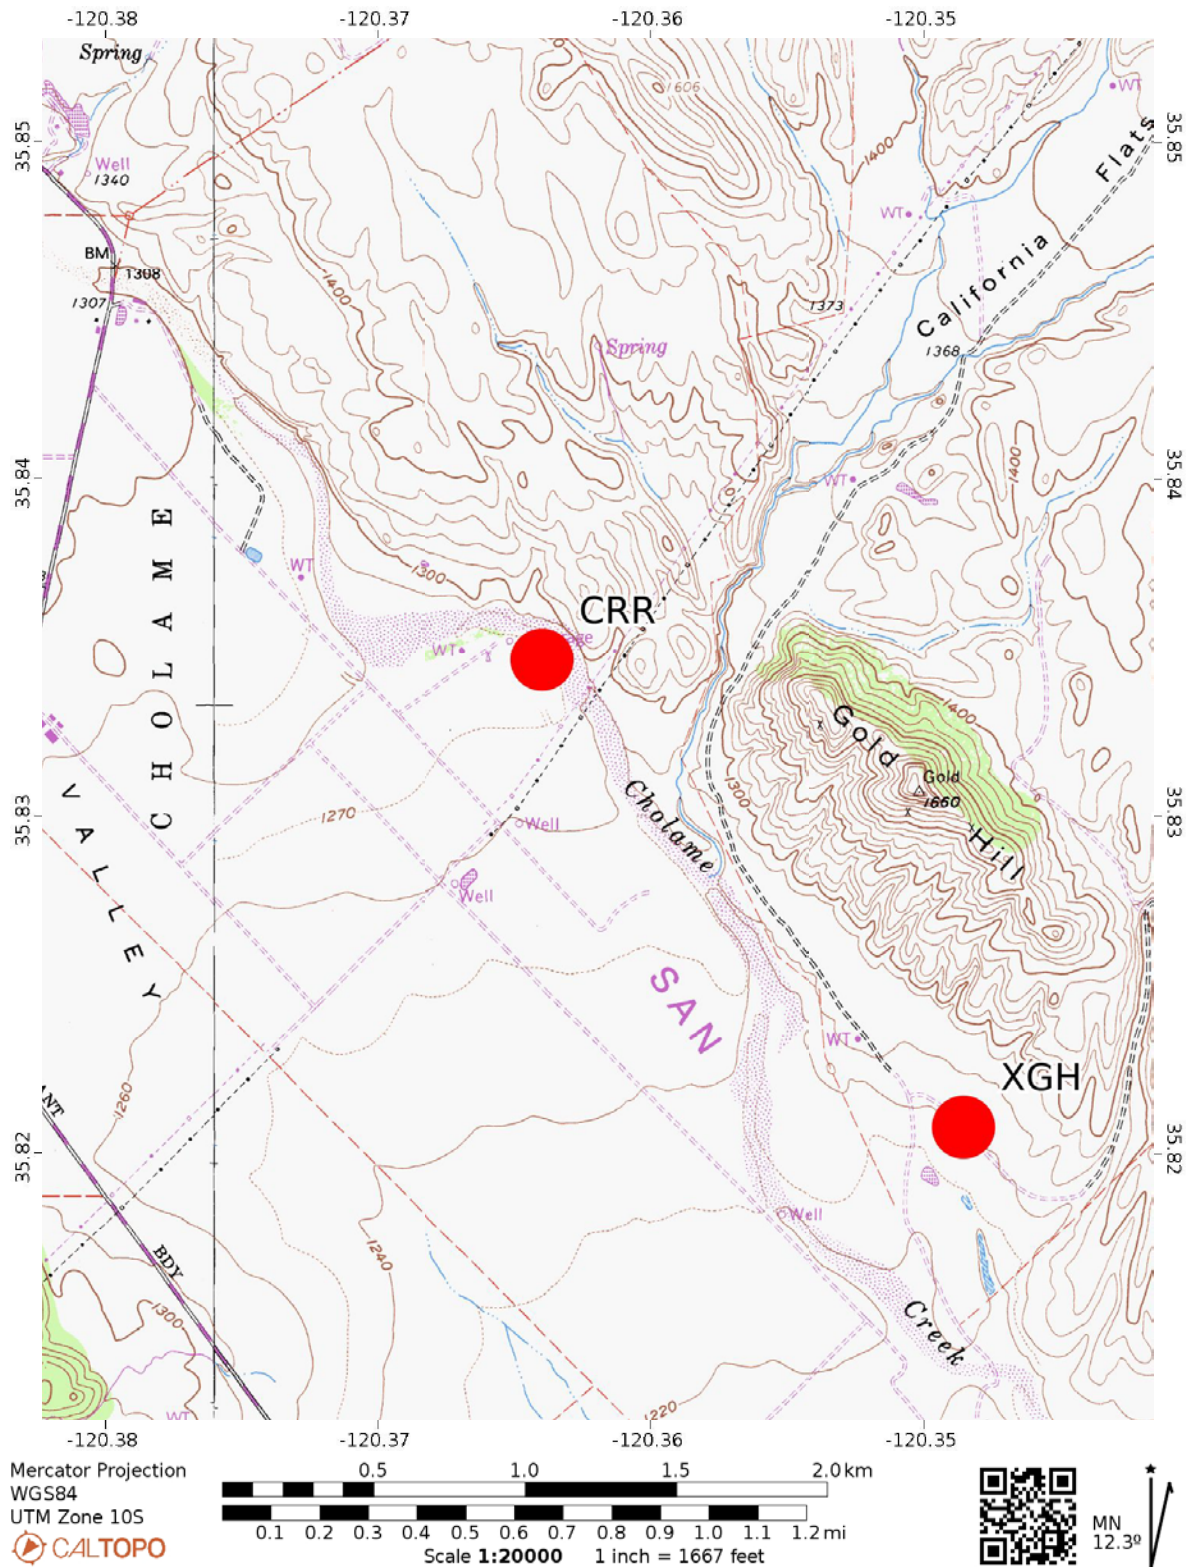 -120.38 -120.37 -120.36 -120.35
Spring
1606
WT
35.85
35.85
Well
1340
1400
Flats
WT
BM
1308
1400
California
1307
1373
1368
Spring
35.84
35.84
WT
1400
WT
1300
CRR
WT
CHOLAME
Gold Hill
1400
Gold
1660
1300
35.83
35.83
VALLEY
1270
Well
Cholame
Well
SAN
WT
XGH
1260
35.82
35.82
Well
1240
BDY
1300
Creek
1220
WT
-120.38 -120.37 -120.36 -120.35
Mercator Projection
WGS84
UTM Zone 10S
CALTOPO
0.5 1.0 1.5 2.0 km
0.1 0.2 0.3 0.4 0.5 0.6 0.7 0.8 0.9 1.0 1.1 1.2 mi
Scale 1:20000 1 inch = 1667 feet
MN
12.3º